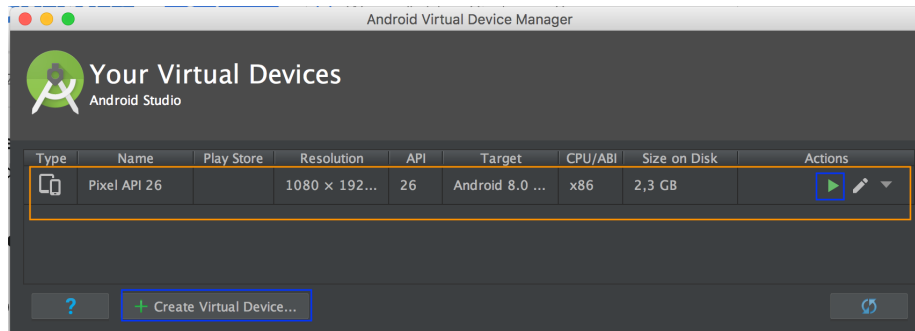 Android Virtual Device Manager
Your Virtual Devices
Android Studio
Type Name Play Store Resolution API Target CPU/ABI Size on Disk Actions
Pixel API 26 1080 × 192... 26 Android 8.0 ... x86 2,3 GB
? + Create Virtual Device...